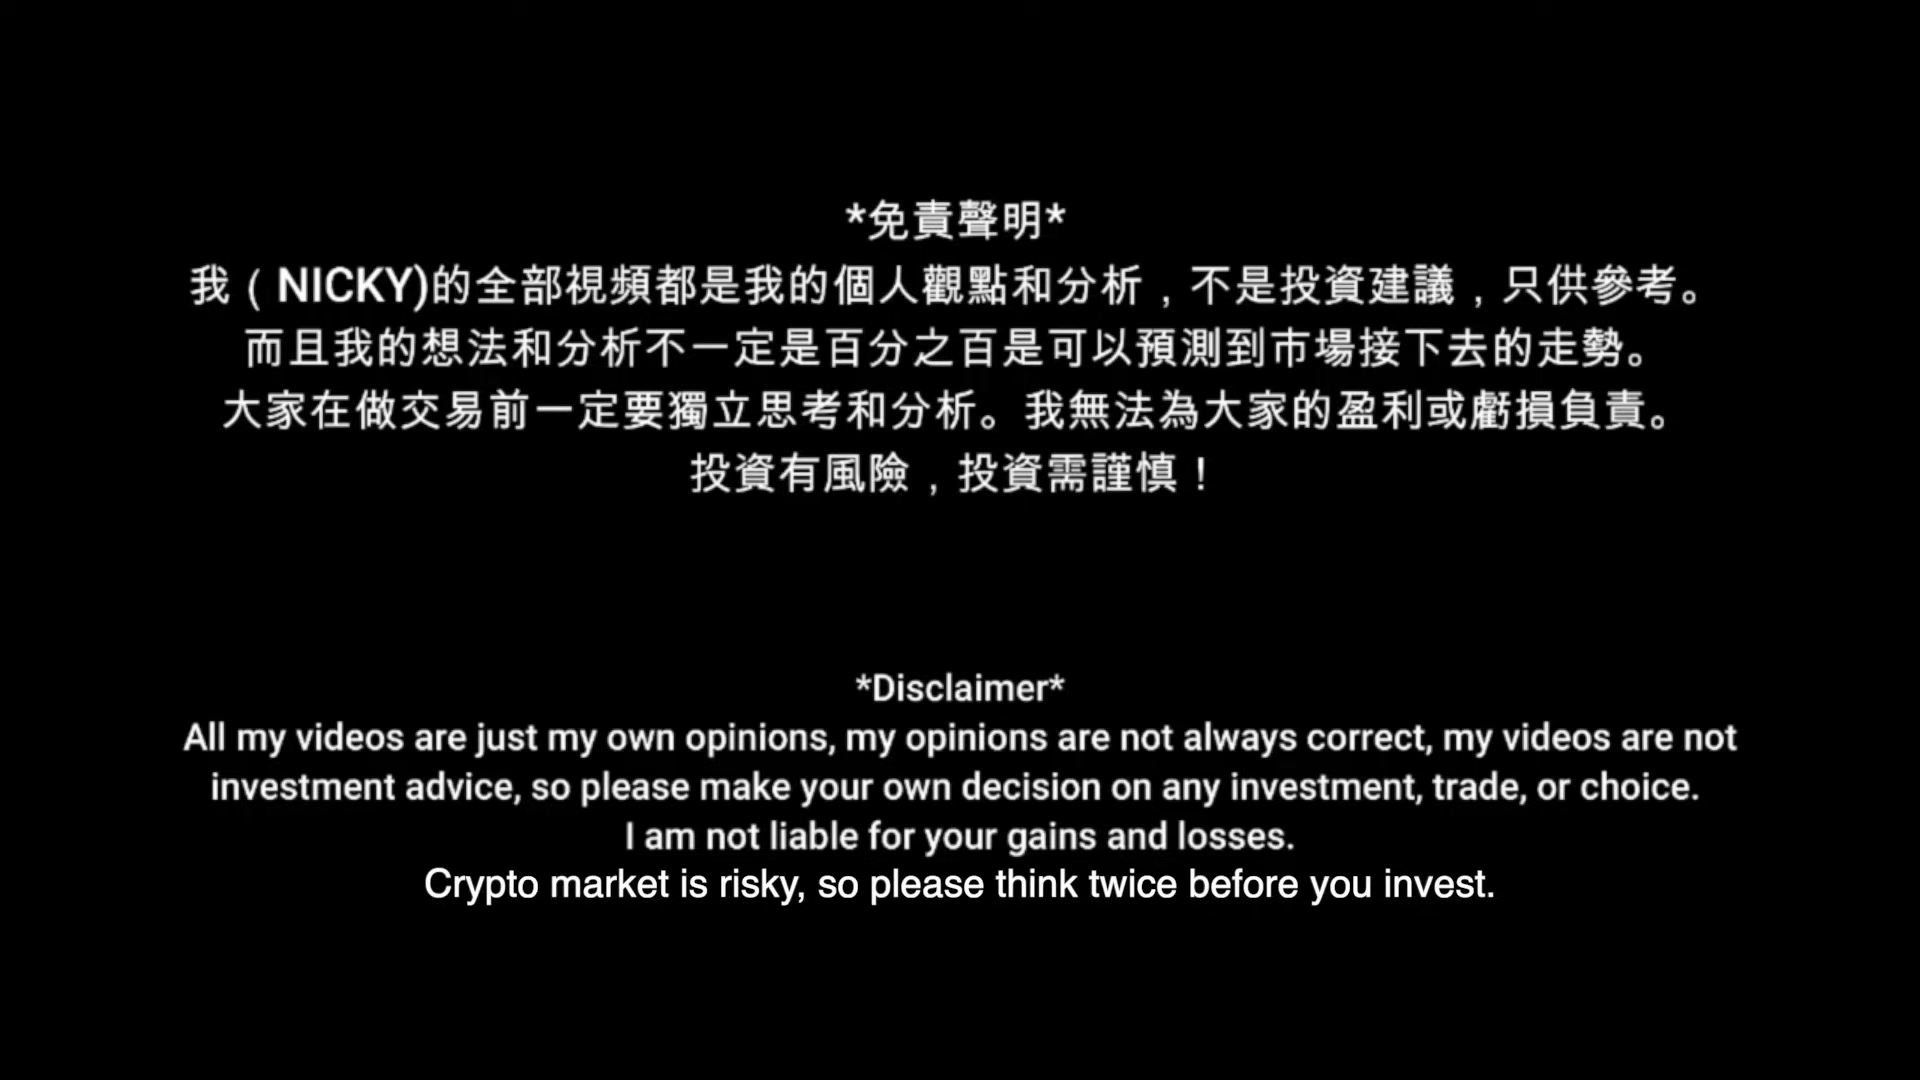 *免責聲明*
我（NICKY)的全部視頻都是我的個人觀點和分析，不是投資建議，只供參考。
而且我的想法和分析不一定是百分之百是可以預測到市場接下去的走勢。
大家在做交易前一定要獨立思考和分析。我無法為大家的盈利或虧損負責。
投資有風險，投資需謹慎！
*Disclaimer*
All my videos are just my own opinions, my opinions are not always correct, my videos are not
investment advice, so please make your own decision on any investment, trade, or choice.
I am not liable for your gains and losses.
Crypto market is risky, so please think twice before you invest.